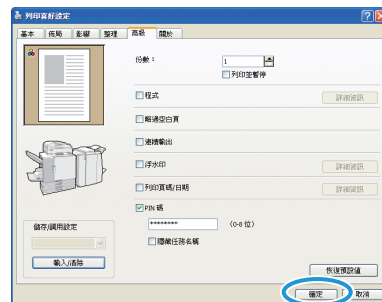 列印喜好設定
基本 佈局 影響 整理 高級 關於
份數： 1
列印並暫停
程式 詳細資訊
略過空白頁
連續輸出
浮水印 詳細資訊
列印頁碼/日期 詳細資訊
PIN 碼
******** (0-8 位)
隱藏任務名稱
儲存/調用設定
輸入/清除
恢復預設值
確定 取消